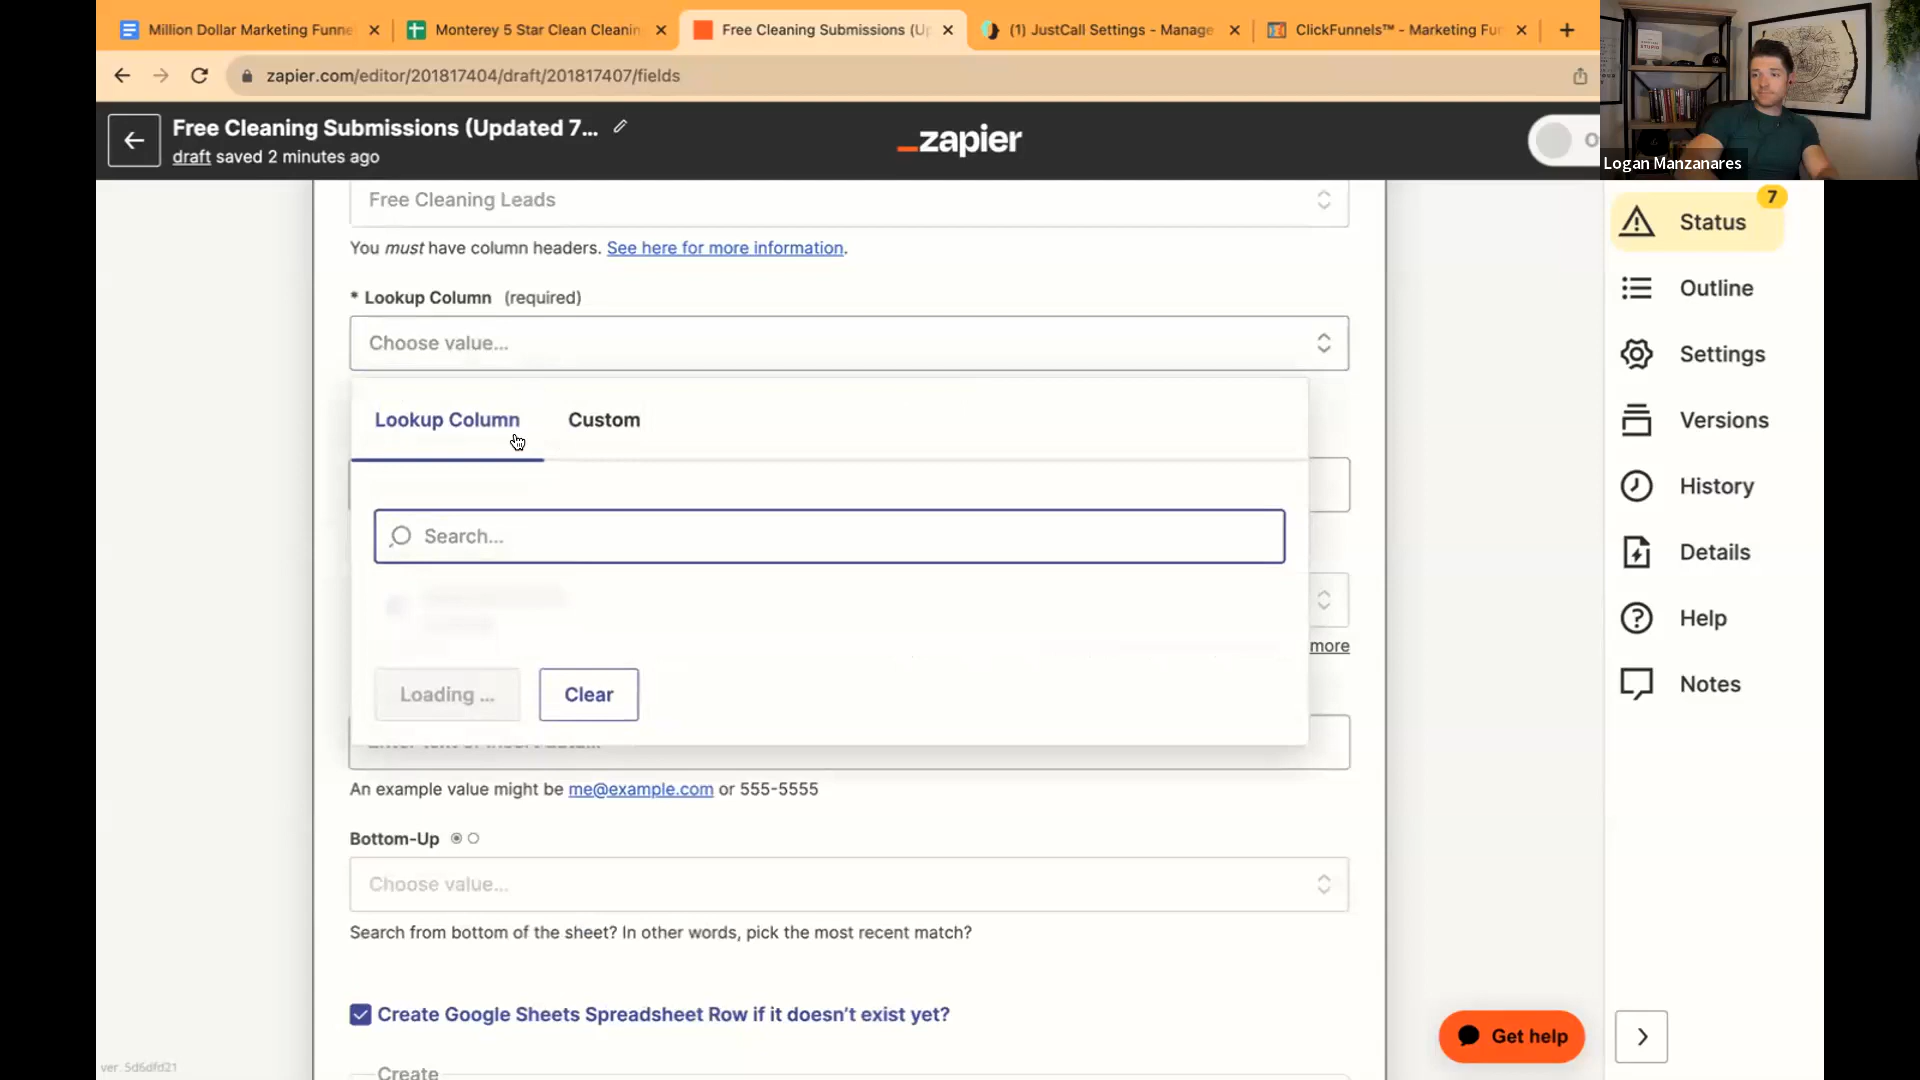 Million Dollar Marketing Funne
Monterey 5 Star Clean Cleanin
Free Cleaning Submissions (Up
(1) JustCall Settings - Manage
ClickFunnels™ - Marketing Fun
zapier.com/editor/201817404/draft/201817407/fields
Free Cleaning Submissions (Updated 7...
draft saved 2 minutes ago
zapier
Logan Manzanares
Free Cleaning Leads
You must have column headers. See here for more information.
* Lookup Column (required)
Choose value...
Lookup Column
Custom
Search...
more
Loading ...
Clear
An example value might be me@example.com or 555-5555
Bottom-Up
Choose value...
Search from bottom of the sheet? In other words, pick the most recent match?
Create Google Sheets Spreadsheet Row if it doesn't exist yet?
Create
7
Status
Outline
Settings
Versions
History
Details
Help
Notes
Get help
ver. 5d6dfd21